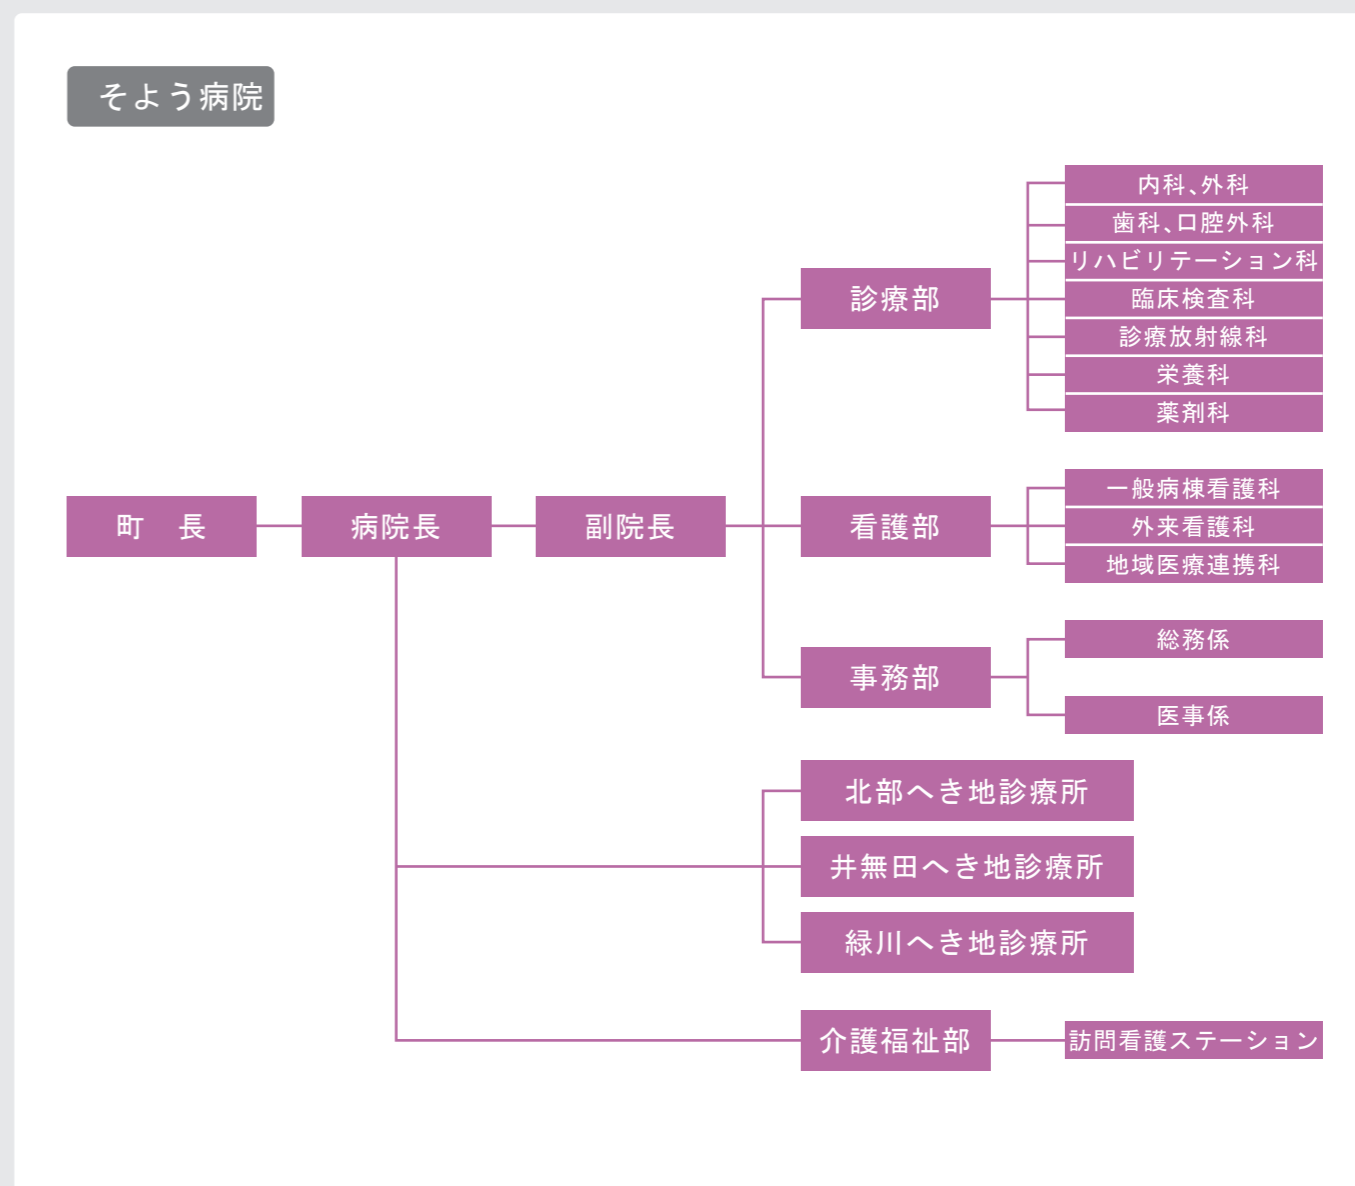 そよう病院
町　長
病院長
副院長
診療部
内科、外科
歯科、口腔外科
リハビリテーション科
臨床検査科
診療放射線科
栄養科
薬剤科
看護部
一般病棟看護科
外来看護科
地域医療連携科
事務部
総務係
医事係
北部へき地診療所
井無田へき地診療所
緑川へき地診療所
介護福祉部
訪問看護ステーション